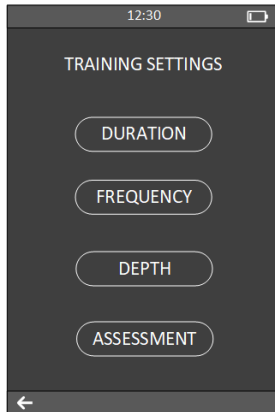 12:30
TRAINING SETTINGS
DURATION
FREQUENCY
DEPTH
ASSESSMENT